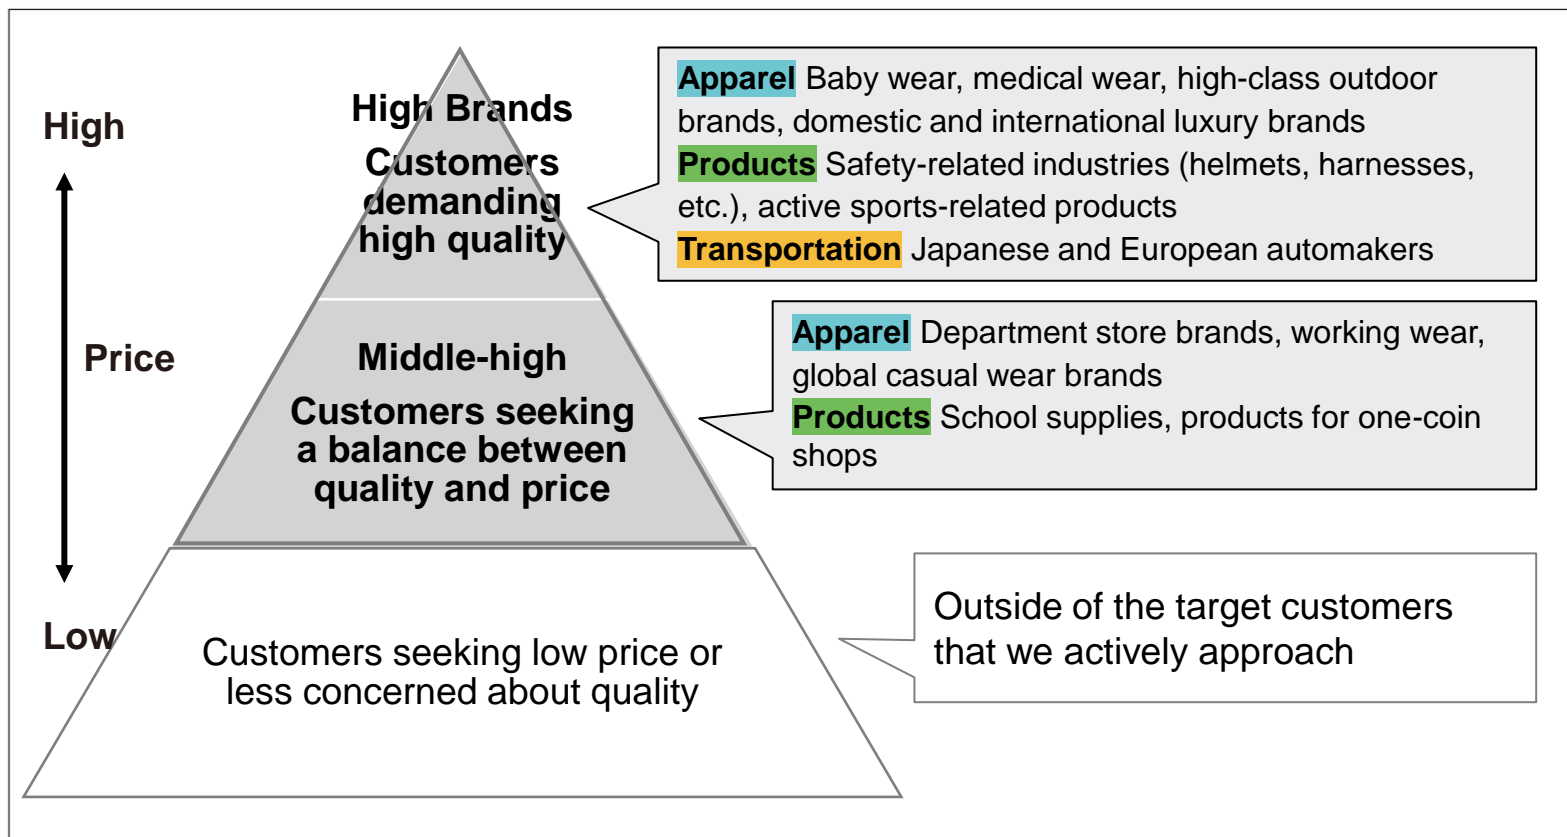 High
Price
Low
High Brands
Customers
demanding
high quality
Middle-high
Customers seeking
a balance between
quality and price
Customers seeking low price or
less concerned about quality
Apparel Baby wear, medical wear, high-class outdoor
brands, domestic and international luxury brands
Products Safety-related industries (helmets, harnesses,
etc.), active sports-related products
Transportation Japanese and European automakers
Apparel Department store brands, working wear,
global casual wear brands
Products School supplies, products for one-coin
shops
Outside of the target customers
that we actively approach